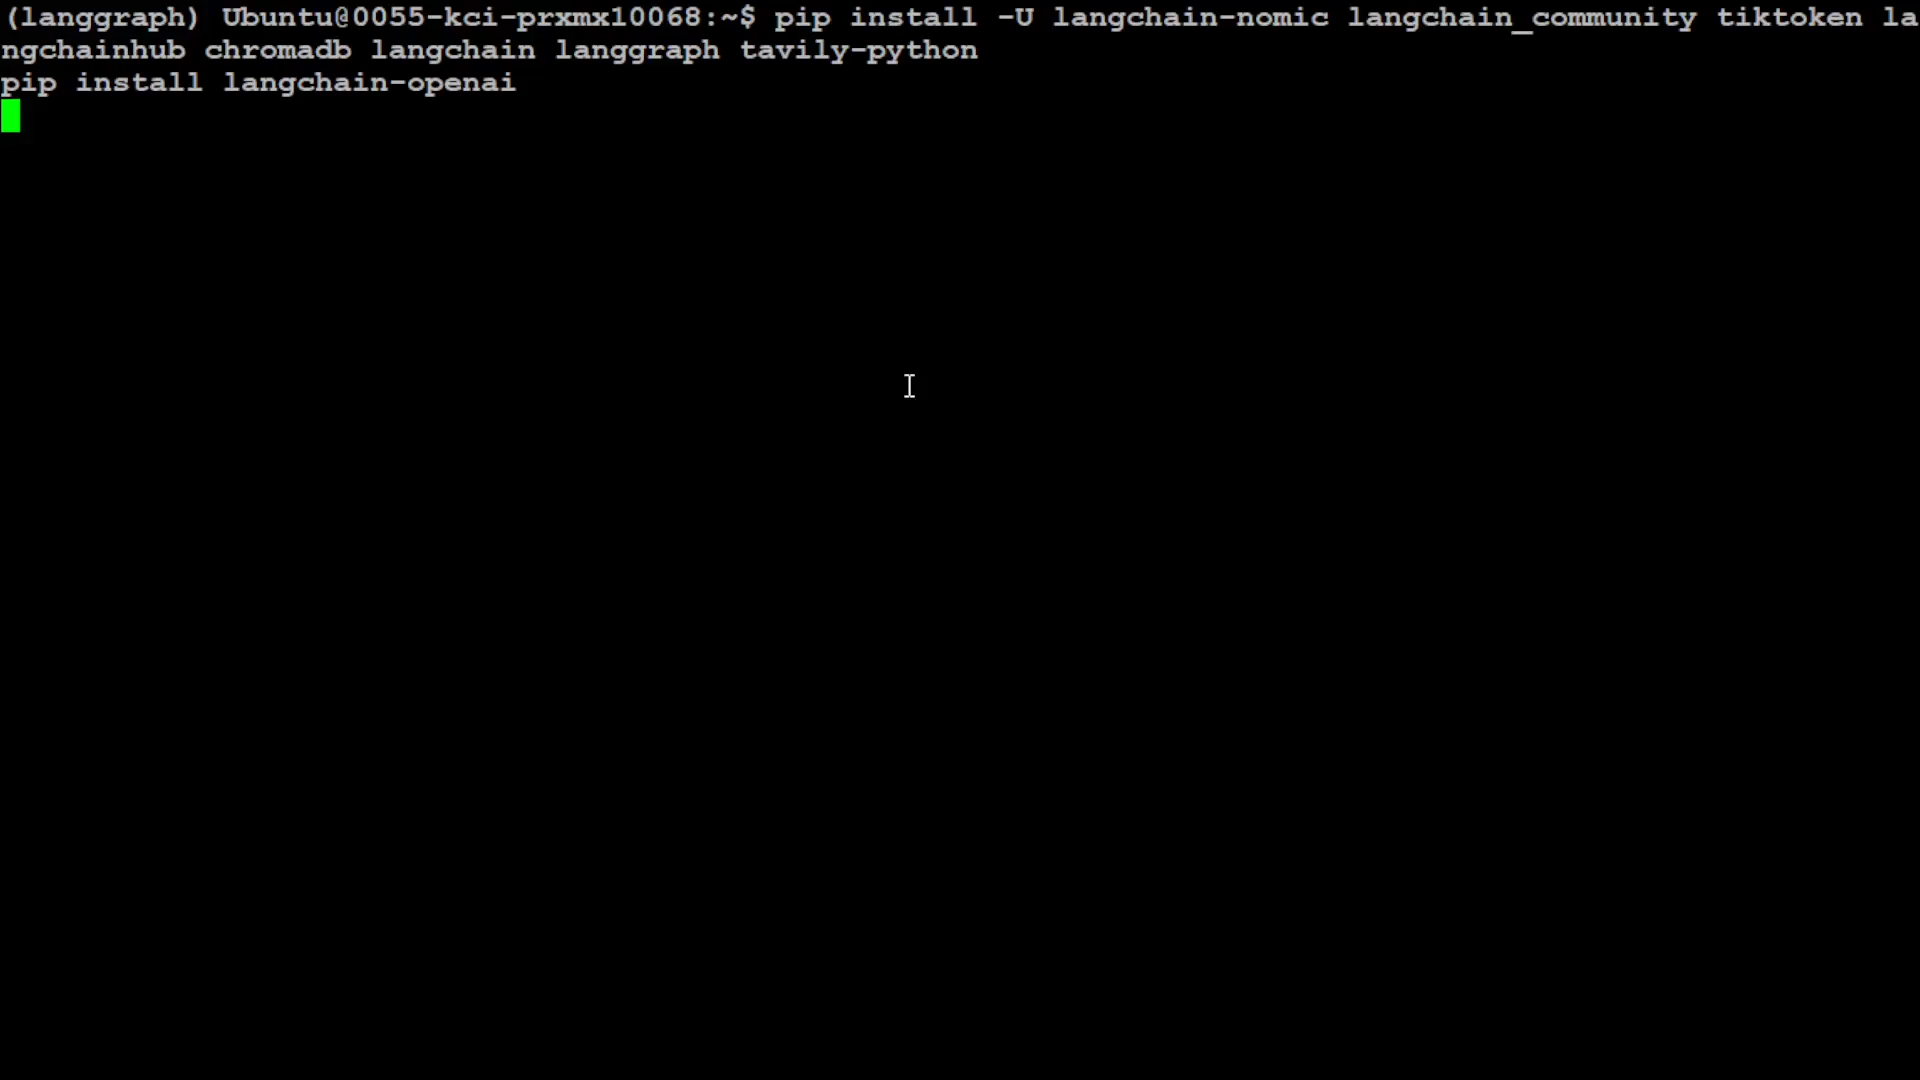 (langgraph) Ubuntu@0055-kci-prxmx10068:~$ pip install -U langchain-nomic langchain_community tiktoken la
ngchainhub chromadb langchain langgraph tavily-python
pip install langchain-openai